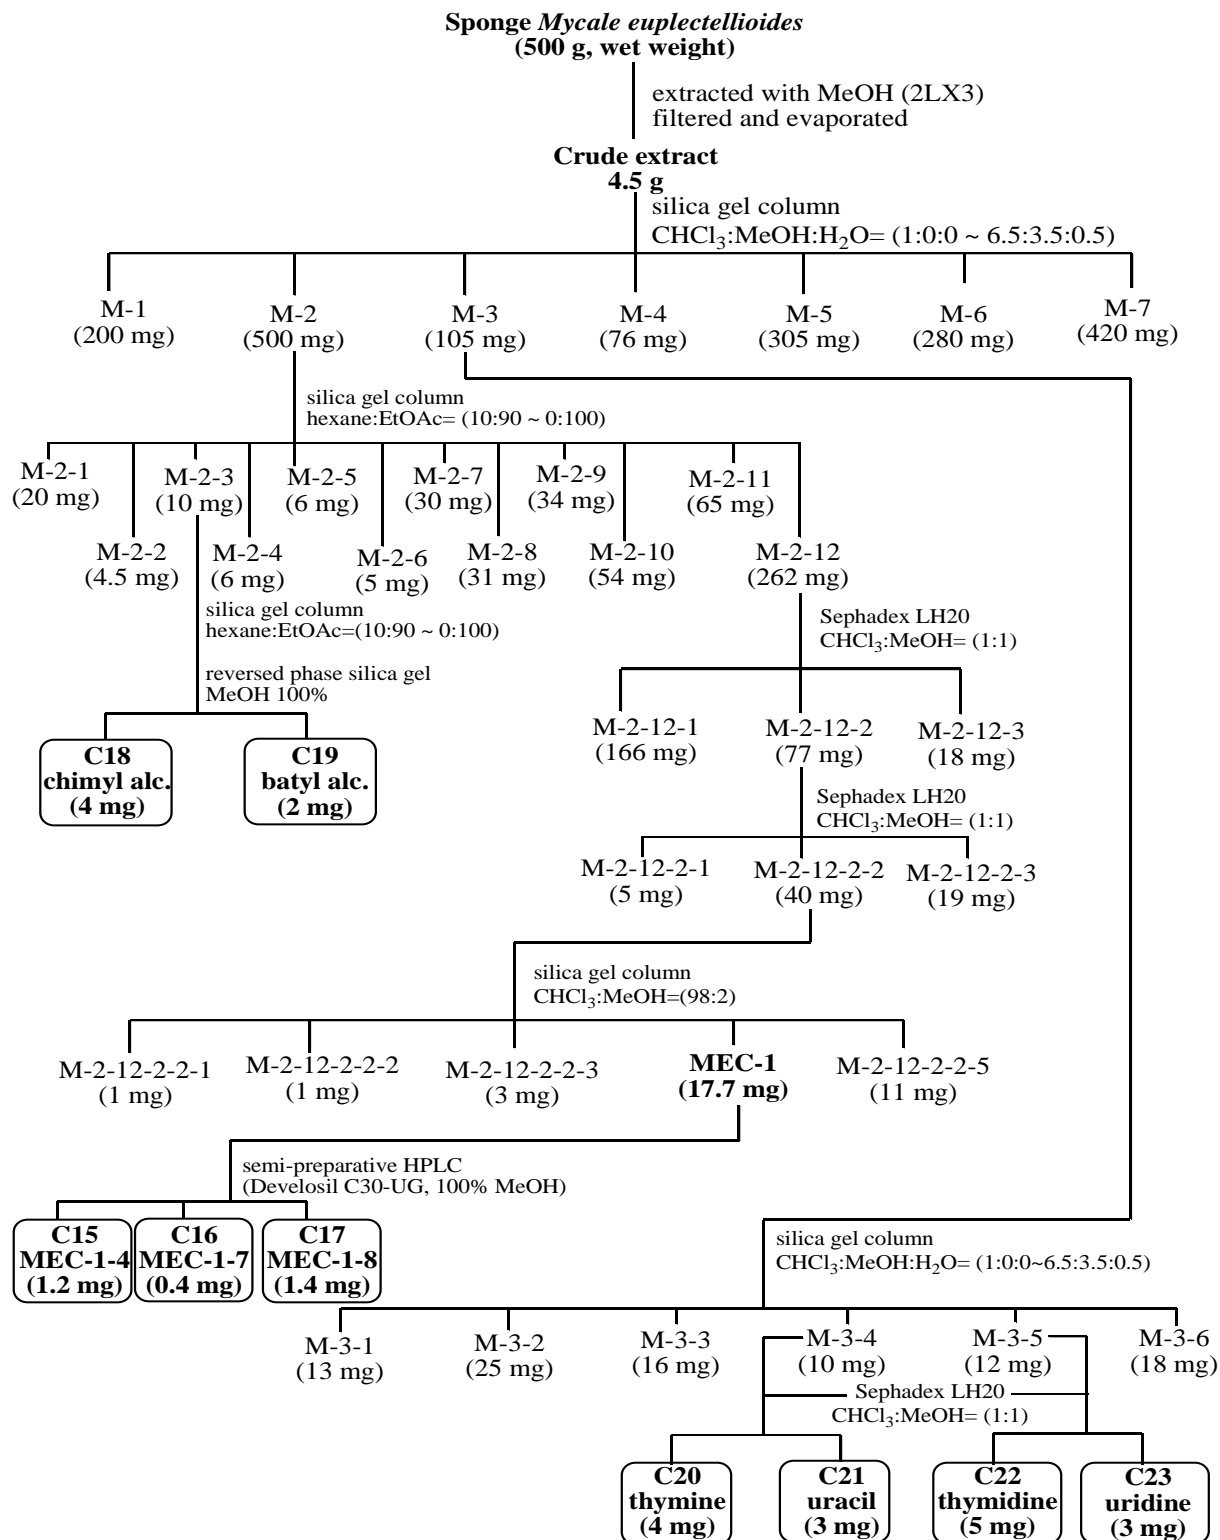 Sponge Mycale euplectellioides
(500 g, wet weight)
extracted with MeOH (2LX3)
filtered and evaporated
Crude extract
4.5 g
silica gel column
CHCl3:MeOH:H2O= (1:0:0 ~ 6.5:3.5:0.5)
M-1
(200 mg)
M-2
(500 mg)
M-3
(105 mg)
M-4
(76 mg)
M-5
(305 mg)
M-6
(280 mg)
M-7
(420 mg)
silica gel column
hexane:EtOAc= (10:90 ~ 0:100)
M-2-1
(20 mg)
M-2-3
(10 mg)
M-2-5
(6 mg)
M-2-7
(30 mg)
M-2-9
(34 mg)
M-2-11
(65 mg)
M-2-2
(4.5 mg)
M-2-4
(6 mg)
M-2-6
(5 mg)
M-2-8
(31 mg)
M-2-10
(54 mg)
M-2-12
(262 mg)
silica gel column
hexane:EtOAc=(10:90 ~ 0:100)
reversed phase silica gel
MeOH 100%
Sephadex LH20
CHCl3:MeOH= (1:1)
C18
chimyl alc.
(4 mg)
C19
batyl alc.
(2 mg)
M-2-12-1
(166 mg)
M-2-12-2
(77 mg)
M-2-12-3
(18 mg)
Sephadex LH20
CHCl3:MeOH= (1:1)
M-2-12-2-1
(5 mg)
M-2-12-2-2
(40 mg)
M-2-12-2-3
(19 mg)
silica gel column
CHCl3:MeOH=(98:2)
M-2-12-2-2-1
(1 mg)
M-2-12-2-2-2
(1 mg)
M-2-12-2-2-3
(3 mg)
MEC-1
(17.7 mg)
M-2-12-2-2-5
(11 mg)
semi-preparative HPLC
(Develosil C30-UG, 100% MeOH)
C15
MEC-1-4
(1.2 mg)
C16
MEC-1-7
(0.4 mg)
C17
MEC-1-8
(1.4 mg)
silica gel column
CHCl3:MeOH:H2O= (1:0:0~6.5:3.5:0.5)
M-3-1
(13 mg)
M-3-2
(25 mg)
M-3-3
(16 mg)
M-3-4
(10 mg)
M-3-5
(12 mg)
M-3-6
(18 mg)
Sephadex LH20
CHCl3:MeOH= (1:1)
C20
thymine
(4 mg)
C21
uracil
(3 mg)
C22
thymidine
(5 mg)
C23
uridine
(3 mg)